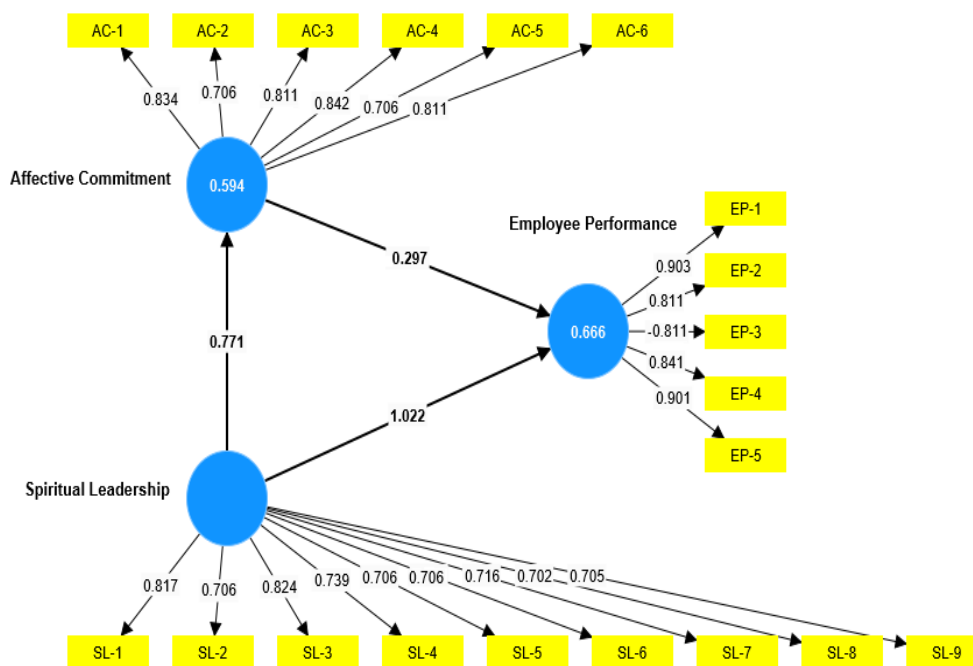 AC-1 AC-2 AC-3 AC-4 AC-5 AC-6
0.834 0.706 0.811 0.842 0.706 0.811
Affective Commitment 0.594
EP-1
Employee Performance
0.903
0.297
EP-2
0.811
0.771
0.666
-0.811 EP-3
0.841
EP-4
0.901
1.022
EP-5
Spiritual Leadership
0.817 0.706 0.824 0.739 0.706 0.706 0.716 0.702 0.705
SL-1 SL-2 SL-3 SL-4 SL-5 SL-6 SL-7 SL-8 SL-9